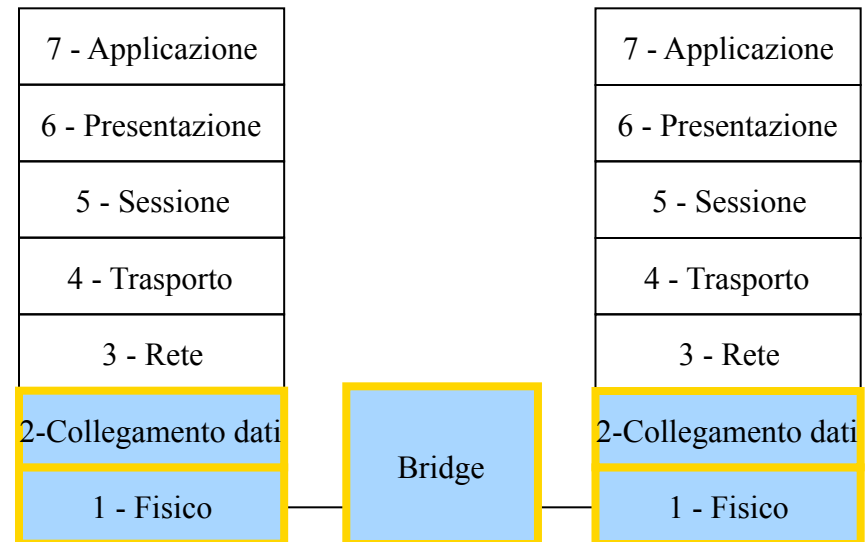 7 - Applicazione
6 - Presentazione
5 - Sessione
4 - Trasporto
3 - Rete
2-Collegamento dati
1 - Fisico
Bridge
7 - Applicazione
6 - Presentazione
5 - Sessione
4 - Trasporto
3 - Rete
2-Collegamento dati
1 - Fisico